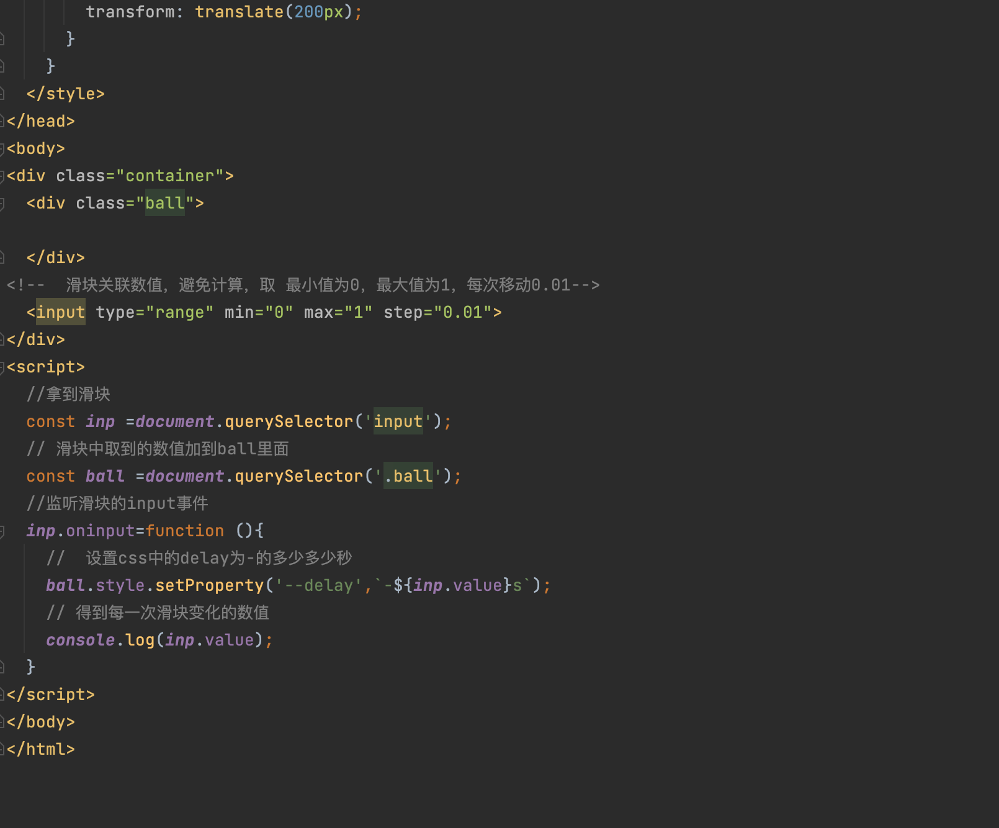 transform: translate(200px);
}
}
</style>
</head>
<body>
<div class="container">
<div class="ball">
</div>
<!--  滑块关联数值，避免计算，取 最小值为0，最大值为1，每次移动0.01-->
<input type="range" min="0" max="1" step="0.01">
</div>
<script>
//拿到滑块
const inp =document.querySelector('input');
// 滑块中取到的数值加到ball里面
const ball =document.querySelector('.ball');
//监听滑块的input事件
inp.oninput=function (){
//  设置css中的delay为-的多少多少秒
ball.style.setProperty('--delay',`-${inp.value}s`);
// 得到每一次滑块变化的数值
console.log(inp.value);
}
</script>
</body>
</html>